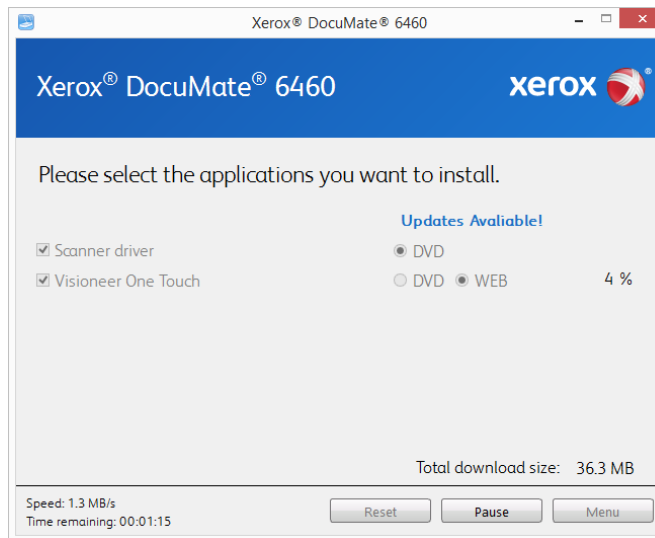 Xerox® DocuMate® 6460
Xerox® DocuMate® 6460
xerox ®
Please select the applications you want to install.
Updates Avaliable!
Scanner driver DVD
Visioneer One Touch DVD WEB 4 %
Total download size: 36.3 MB
Speed: 1.3 MB/s
Time remaining: 00:01:15
Reset Pause Menu